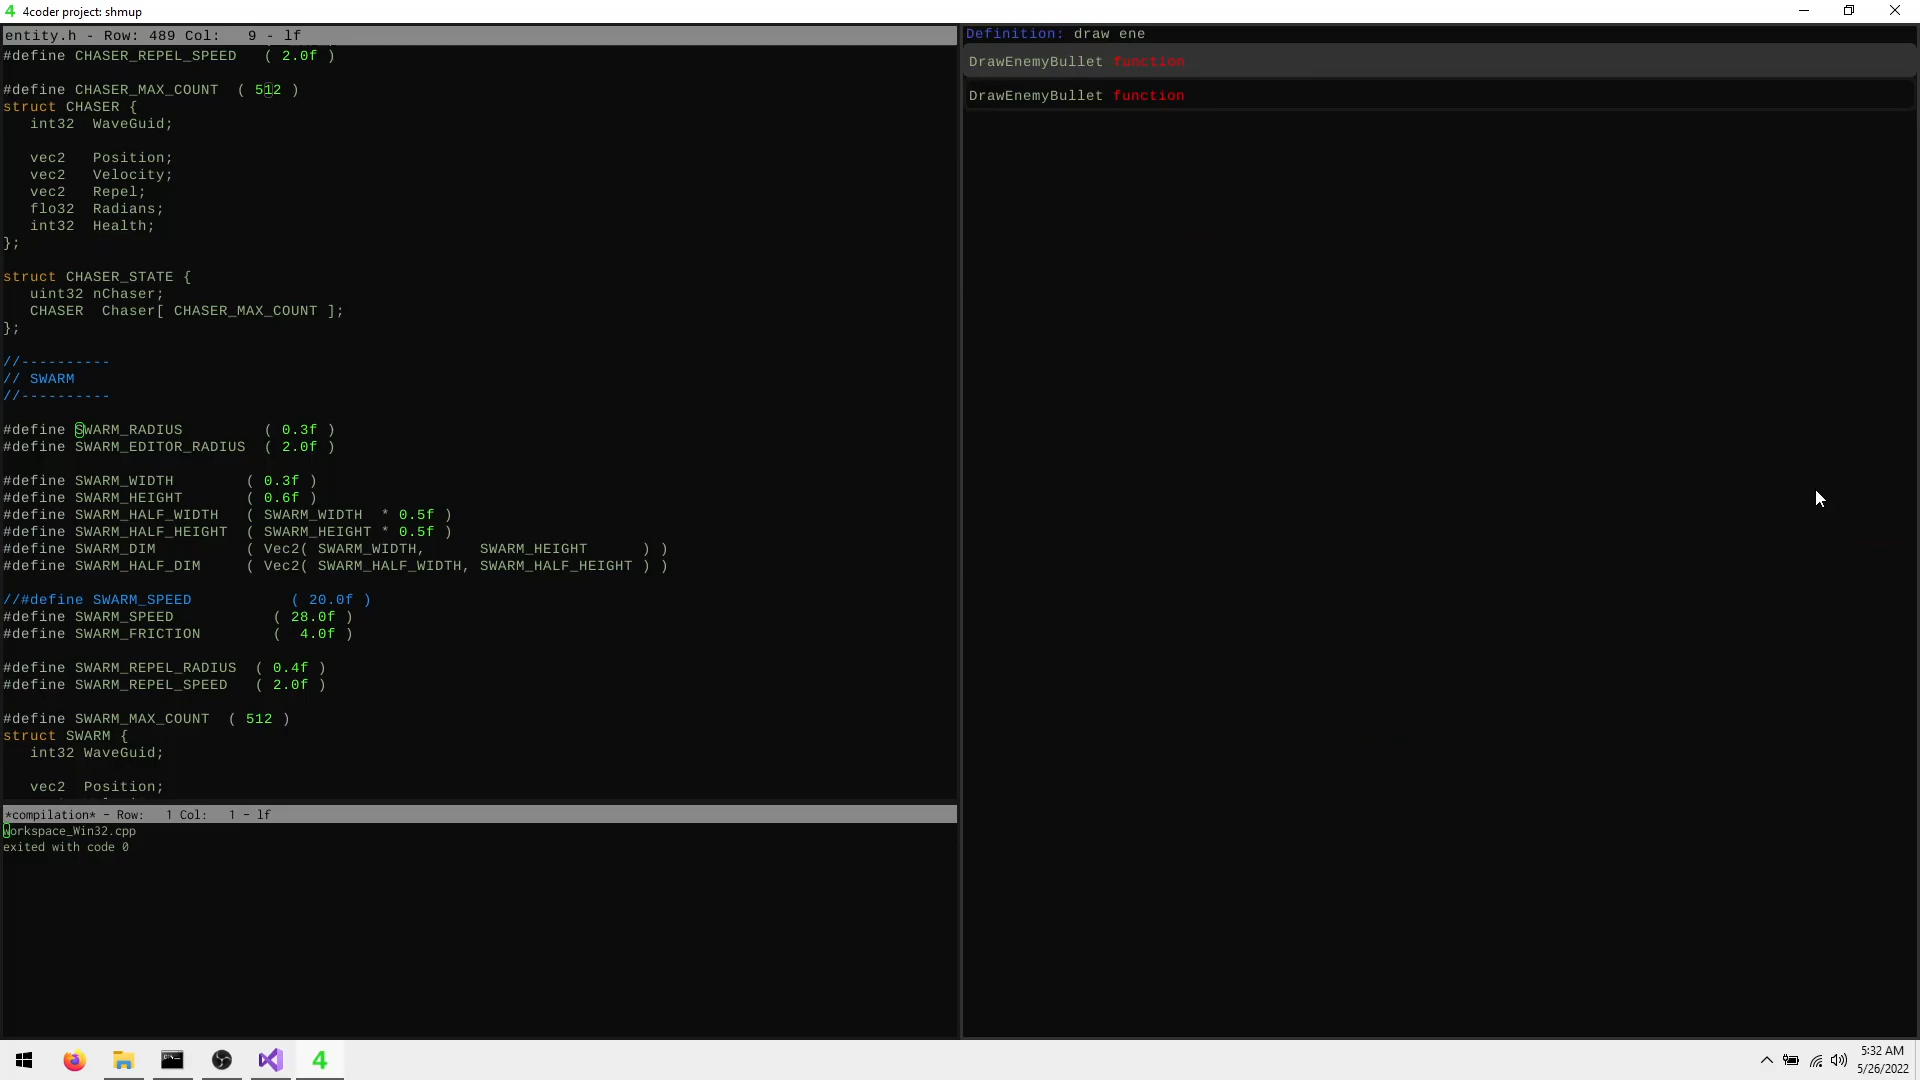 4 4coder project: shmup
entity.h - Row: 489 Col:   9 - lf
#define CHASER_REPEL_SPEED   ( 2.0f )
#define CHASER_MAX_COUNT  ( 512 )
struct CHASER {
   int32  WaveGuid;
   vec2   Position;
   vec2   Velocity;
   vec2   Repel;
   flo32  Radians;
   int32  Health;
};
struct CHASER_STATE {
   uint32 nChaser;
   CHASER  Chaser[ CHASER_MAX_COUNT ];
};
//----------
// SWARM
//----------
#define SWARM_RADIUS         ( 0.3f )
#define SWARM_EDITOR_RADIUS  ( 2.0f )
#define SWARM_WIDTH        ( 0.3f )
#define SWARM_HEIGHT       ( 0.6f )
#define SWARM_HALF_WIDTH   ( SWARM_WIDTH  * 0.5f )
#define SWARM_HALF_HEIGHT  ( SWARM_HEIGHT * 0.5f )
#define SWARM_DIM          ( Vec2( SWARM_WIDTH,      SWARM_HEIGHT      ) )
#define SWARM_HALF_DIM     ( Vec2( SWARM_HALF_WIDTH, SWARM_HALF_HEIGHT ) )
//#define SWARM_SPEED           ( 20.0f )
#define SWARM_SPEED           ( 28.0f )
#define SWARM_FRICTION        (  4.0f )
#define SWARM_REPEL_RADIUS  ( 0.4f )
#define SWARM_REPEL_SPEED   ( 2.0f )
#define SWARM_MAX_COUNT  ( 512 )
struct SWARM {
   int32 WaveGuid;
   vec2  Position;
*compilation* - Row:   1 Col:   1 - lf
workspace_Win32.cpp
exited with code 0
Definition: draw ene
DrawEnemyBullet function
DrawEnemyBullet function
4
5:32 AM
5/26/2022